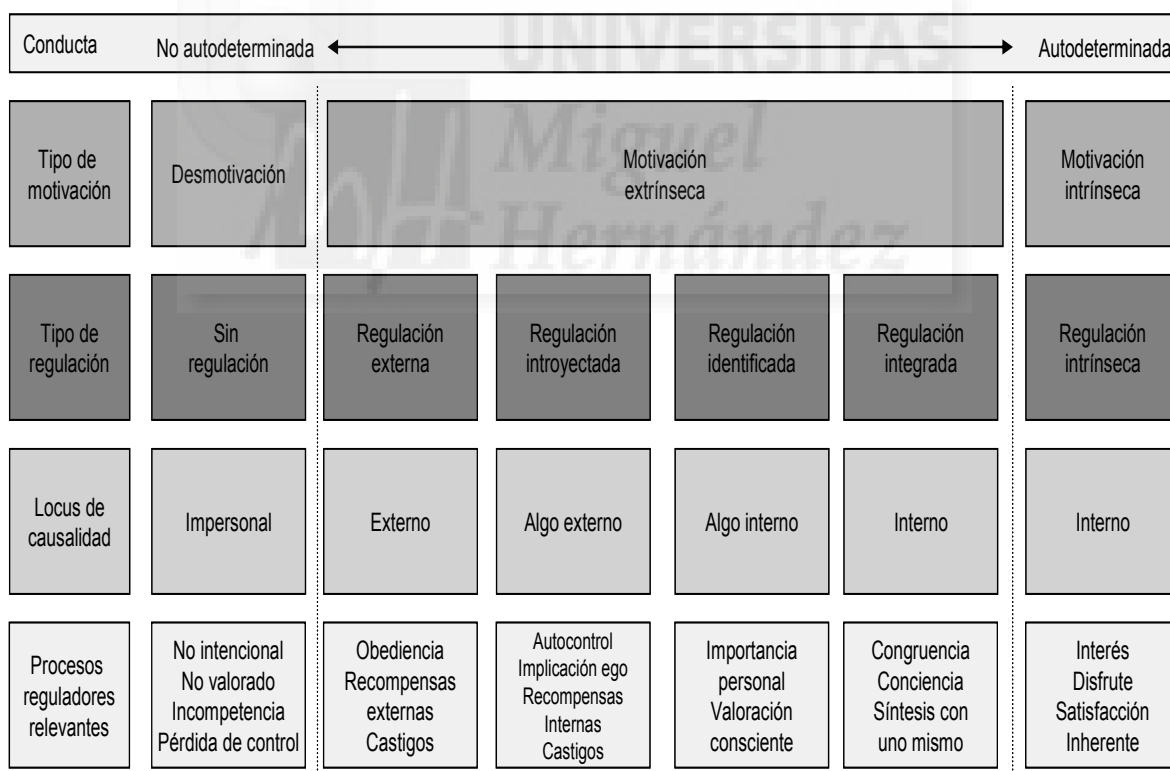 UNIVERSITAS
Miguel
Hernández
Conducta
No autodeterminada
Autodeterminada
Tipo de
motivación
Desmotivación
Motivación
extrínseca
Motivación
intrínseca
Tipo de
regulación
Sin
regulación
Regulación
externa
Regulación
introyectada
Regulación
identificada
Regulación
integrada
Regulación
intrínseca
Locus de
causalidad
Impersonal
Externo
Algo externo
Algo interno
Interno
Interno
Procesos
reguladores
relevantes
No intencional
No valorado
Incompetencia
Pérdida de control
Obediencia
Recompensas
externas
Castigos
Autocontrol
Implicación ego
Recompensas
Internas
Castigos
Importancia
personal
Valoración
consciente
Congruencia
Conciencia
Síntesis con
uno mismo
Interés
Disfrute
Satisfacción
Inherente